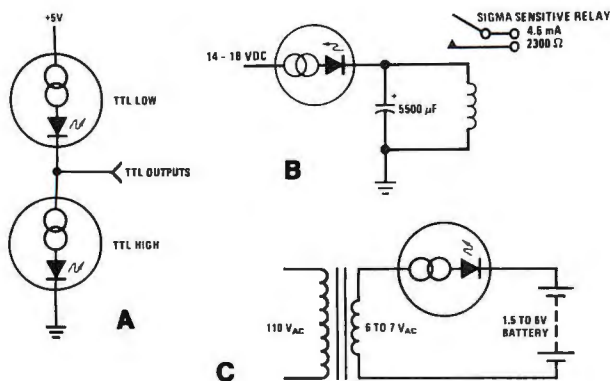 +5V
TTL LOW
TTL OUTPUTS
TTL HIGH
A
14 - 18 VDC
5500 µF
SIGMA SENSITIVE RELAY
4.6 mA
2300 Ω
B
110 VAC
6 TO 7 VAC
1.5 TO 6V
BATTERY
C